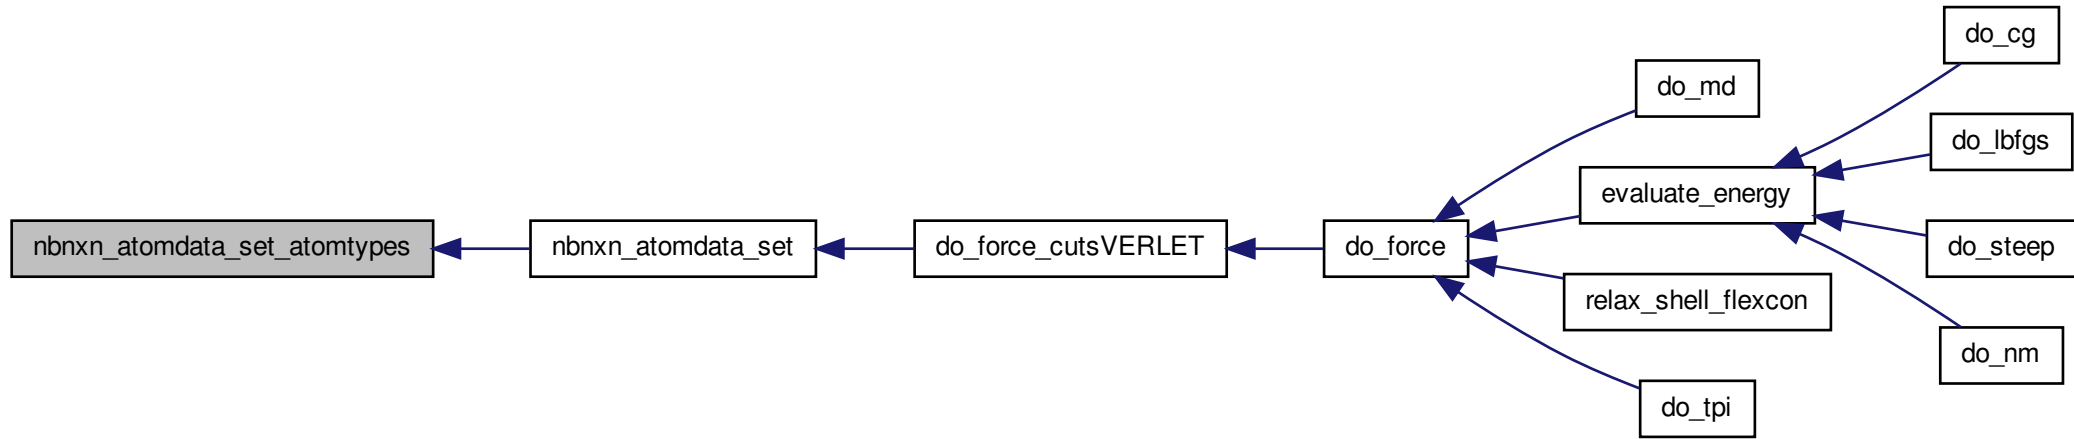 nbnxn_atomdata_set_atomtypes
nbnxn_atomdata_set
do_force_cutsVERLET
do_force
do_md
evaluate_energy
relax_shell_flexcon
do_tpi
do_cg
do_lbfgs
do_steep
do_nm